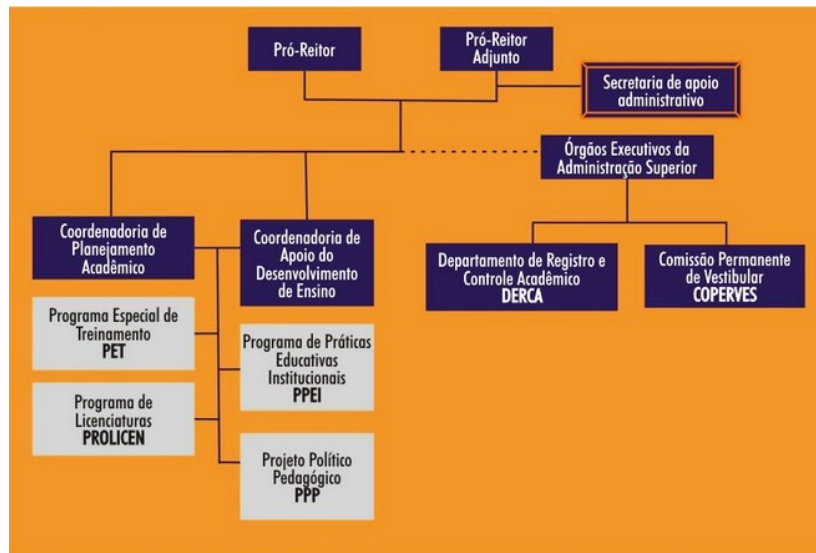 Pró-Reitor
Pró-Reitor
Adjunto
Secretaria de apoio
administrativo
Órgãos Executivos da
Administração Superior
Coordenadoria de
Planejamento
Acadêmico
Coordenadoria de
Apoio do
Desenvolvimento
de Ensino
Departamento de Registro e
Controle Acadêmico
DERCA
Comissão Permanente
de Vestibular
COPERVES
Programa Especial de
Treinamento
PET
Programa de Práticas
Educativas
Institucionais
PPEI
Programa de
Licenciaturas
PROLICEN
Projeto Político
Pedagógico
PPP